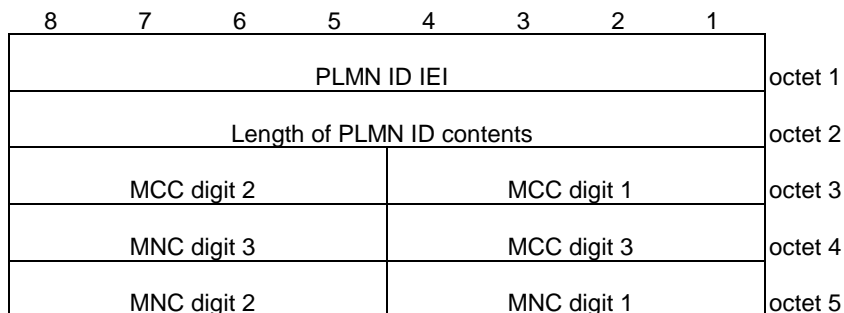 8 7 6 5 4 3 2 1
PLMN ID IEI octet 1
Length of PLMN ID contents octet 2
MCC digit 2 MCC digit 1 octet 3
MNC digit 3 MCC digit 3 octet 4
MNC digit 2 MNC digit 1 octet 5